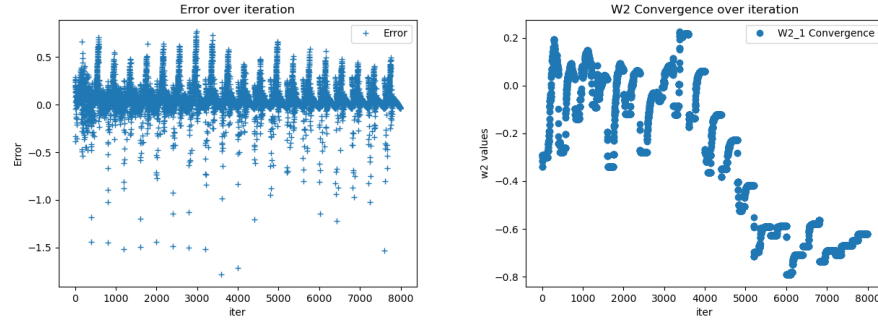 Error over iteration
Error
0.5
0.0
−0.5
−1.0
−1.5
Error
0 1000 2000 3000 4000 5000 6000 7000 8000
iter
W2 Convergence over iteration
W2_1 Convergence
0.2
0.0
−0.2
−0.4
−0.6
−0.8
w2 values
0 1000 2000 3000 4000 5000 6000 7000 8000
iter